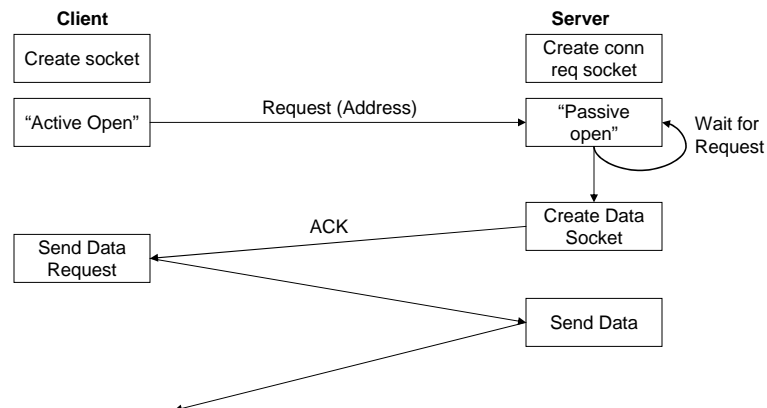 Client
Server
Create socket
Create conn
req socket
“Active Open”
Request (Address)
“Passive
open”
Wait for
Request
Create Data
Socket
ACK
Send Data
Request
Send Data